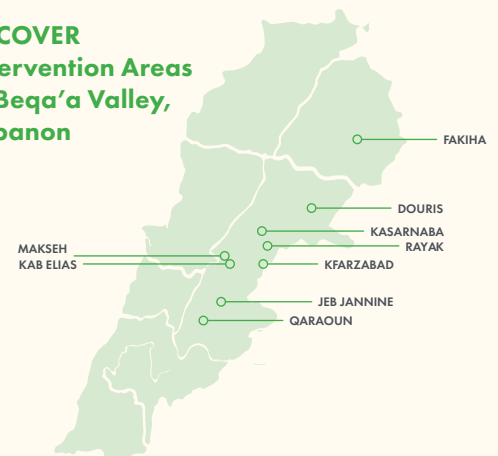 COVER
ervention Areas
Beqa'a Valley,
banon
FAKIHA
DOURIS
KASARNABA
RAYAK
MAKSEH
KAB ELIAS
KFARZABAD
JEB JANNINE
QARAOUN